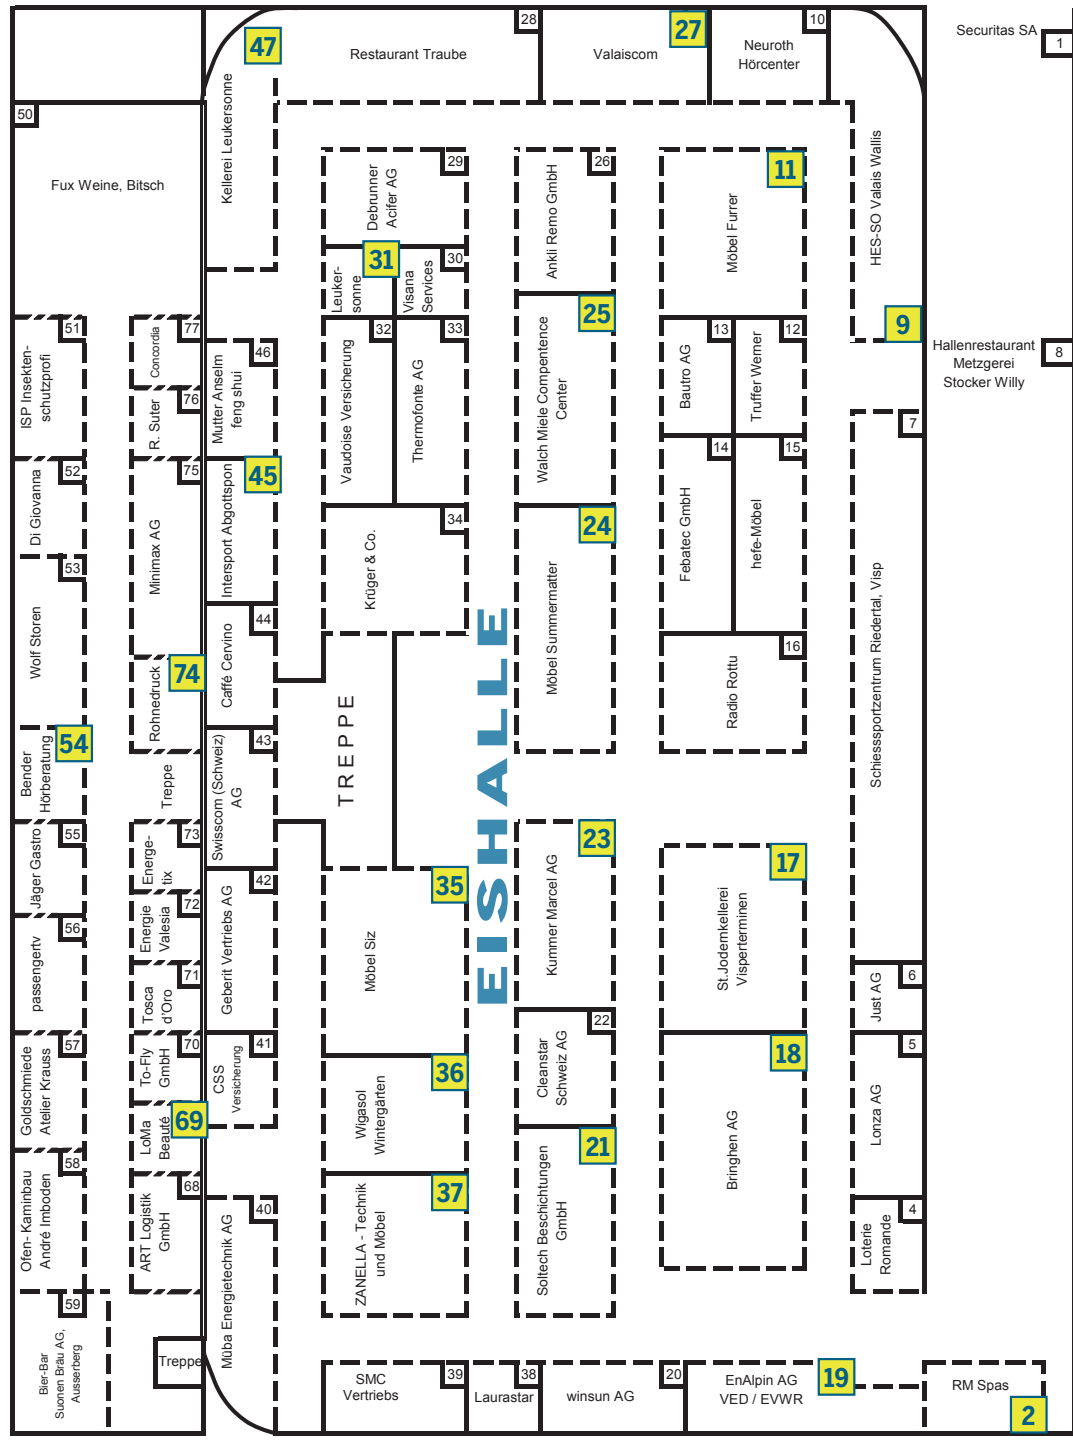 47
Kellerei Leukersonne
Restaurant Traube
28
Valaiscom
27
Neuroth
Hörcenter
10
Securitas SA
1
50
Fux Weine, Bitsch
HES-SO Valais Wallis
9
Hallenrestaurant
Metzgerei
Stocker Willy
8
Debrunner
Acifer AG
29
Leuker-
sonne
31
Visana
Services
30
Vaudoise Versicherung
32
Thermofonte AG
33
Krüger & Co.
34
Ankli Remo GmbH
26
Walch Miele Compentence
Center
25
Möbel Summermatter
24
Möbel Furrer
11
Bautro AG
13
Truffer Werner
12
Febatec GmbH
14
hefe-Möbel
15
Radio Rottu
16
Schiesssportzentrum Riedertal, Visp
7
ISP Insekten-
schutzprofi
51
Di Giovanna
52
Wolf Storen
53
Bender
Hörberatung
54
Jäger Gastro
55
passengertv
56
Goldschmiede
Atelier Krauss
57
Ofen- Kaminbau
André Imboden
58
Bier-Bar
Suonen Bräu AG,
Ausserberg
59
Concordia
77
R. Suter
76
Minimax AG
75
Rohnedruck
74
Treppe
Energe-
tix
73
Energie
Valesia
72
Tosca
d'Oro
71
To-Fly
GmbH
70
LoMa
Beauté
69
ART Logistik
GmbH
68
Treppe
Mutter Anselm
feng shui
46
Intersport Abgottspon
45
Caffé Cervino
44
Swisscom (Schweiz)
AG
43
Geberit Vertriebs AG
42
CSS
Versicherung
41
Müba Energietechnik AG
40
TREPPE
EISHALLE
Möbel Siz
35
Wigasol
Wintergärten
36
ZANELLA - Technik
und Möbel
37
Kummer Marcel AG
23
Cleanstar
Schweiz AG
22
Soltech Beschichtungen
GmbH
21
St.Jodernkellerei
Visperterminen
17
Bringhen AG
18
Just AG
6
Lonza AG
5
Loterie
Romande
4
SMC
Vertriebs
39
Laurastar
38
winsun AG
20
EnAlpin AG
VED / EVWR
19
RM Spas
2